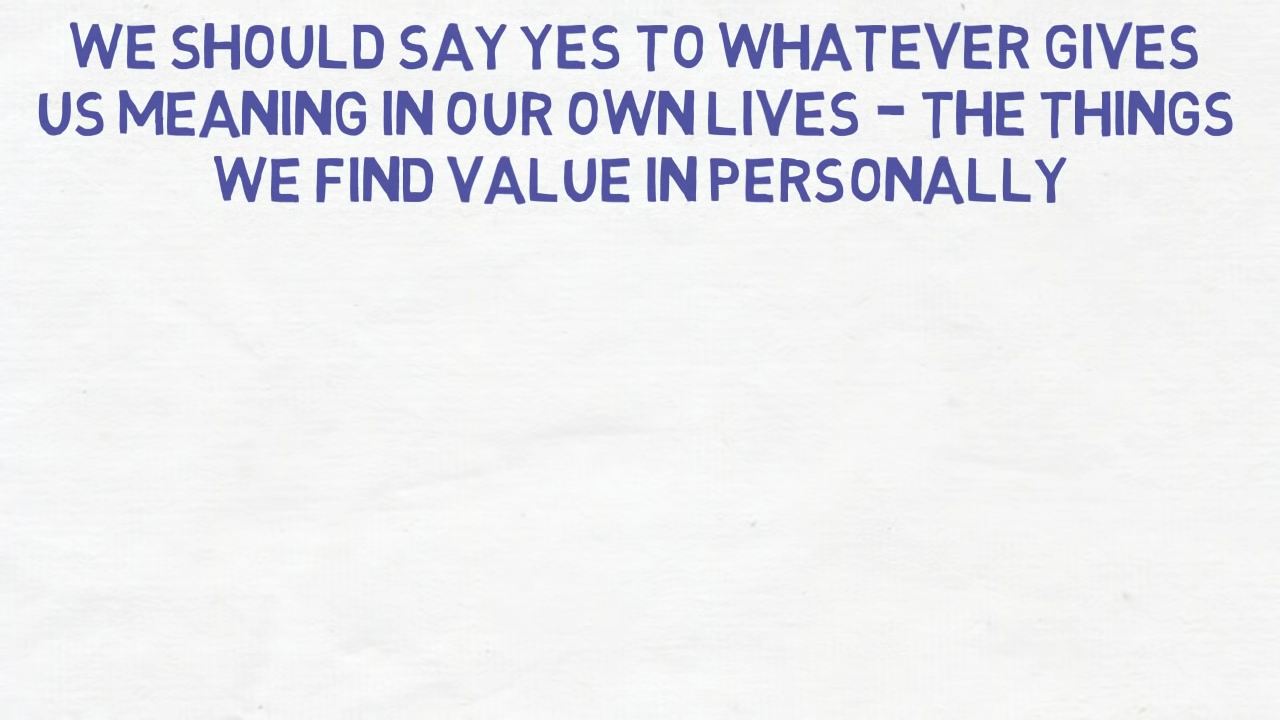 WE SHOULD SAY YES TO WHATEVER GIVES
US MEANING IN OUR OWN LIVES - THE THINGS
WE FIND VALUE IN PERSONALLY